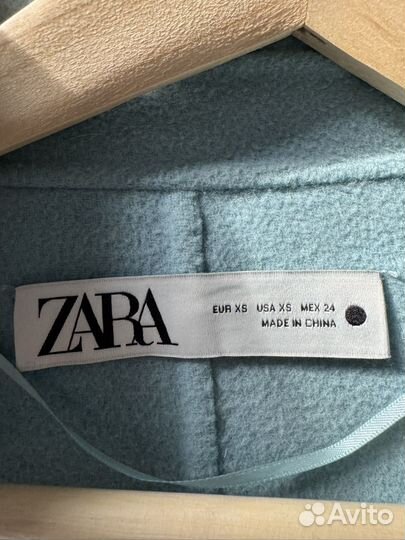 ZARA
EUR XS USA XS MEX 24
MADE IN CHINA
Avito